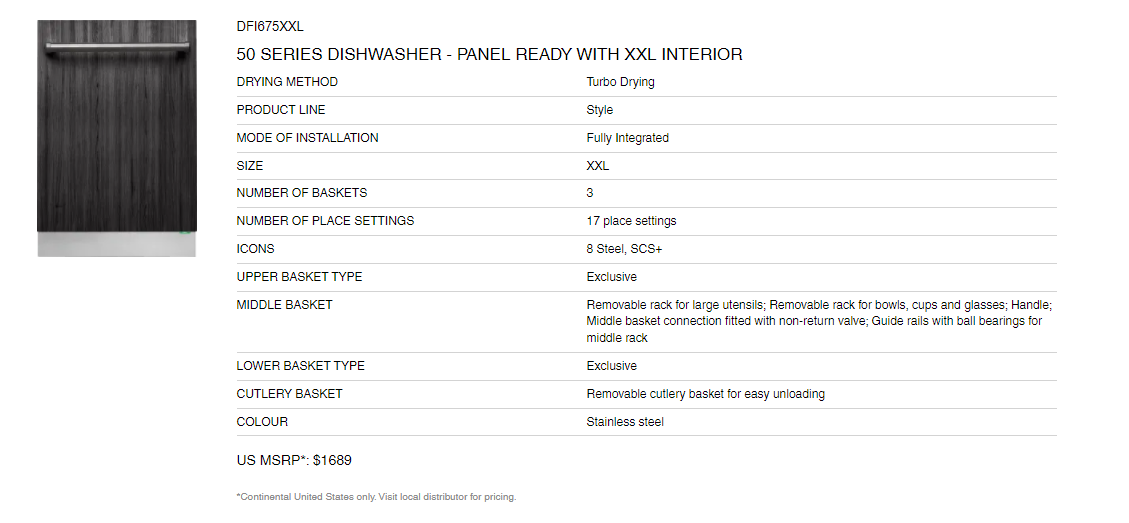 DFI675XXL
50 SERIES DISHWASHER - PANEL READY WITH XXL INTERIOR
DRYING METHOD Turbo Drying
PRODUCT LINE Style
MODE OF INSTALLATION Fully Integrated
SIZE XXL
NUMBER OF BASKETS 3
NUMBER OF PLACE SETTINGS 17 place settings
ICONS 8 Steel, SCS+
UPPER BASKET TYPE Exclusive
MIDDLE BASKET Removable rack for large utensils; Removable rack for bowls, cups and glasses; Handle;
Middle basket connection fitted with non-return valve; Guide rails with ball bearings for
middle rack
LOWER BASKET TYPE Exclusive
CUTLERY BASKET Removable cutlery basket for easy unloading
COLOUR Stainless steel
US MSRP*: $1689
*Continental United States only. Visit local distributor for pricing.